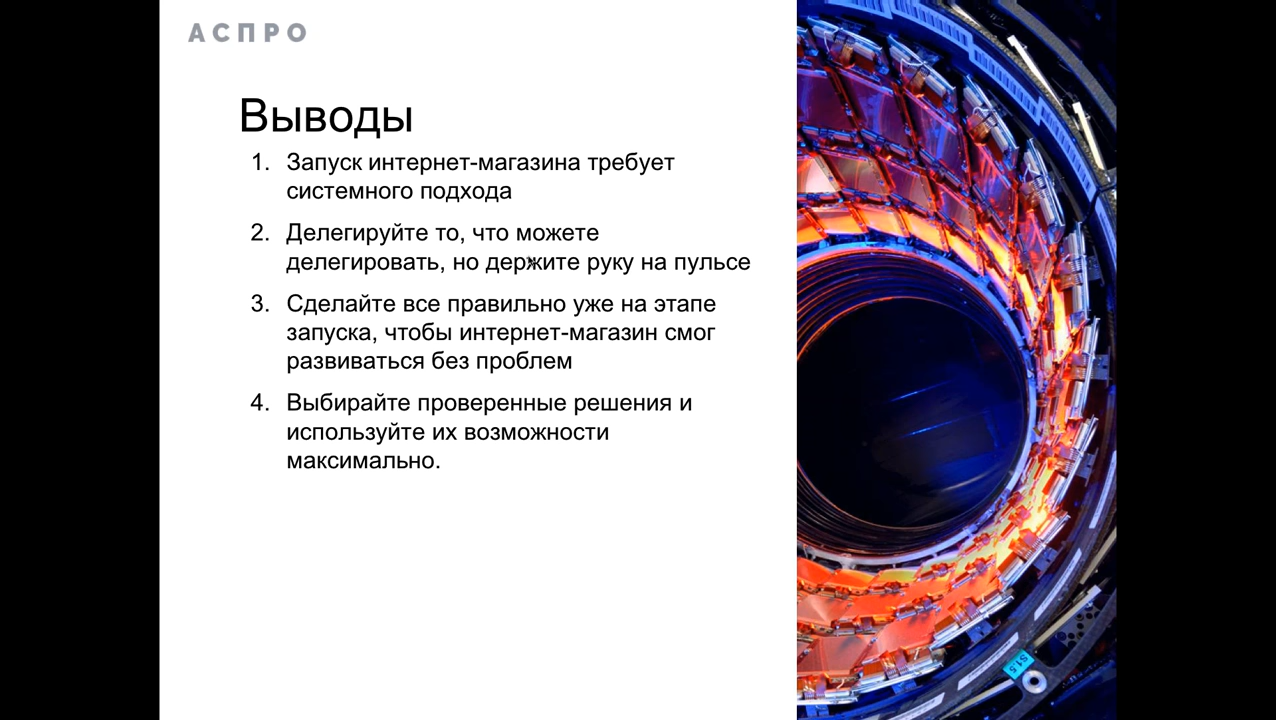 АСПРО
Выводы
1. Запуск интернет-магазина требует
системного подхода
2. Делегируйте то, что можете
делегировать, но держите руку на пульсе
3. Сделайте все правильно уже на этапе
запуска, чтобы интернет-магазин смог
развиваться без проблем
4. Выбирайте проверенные решения и
используйте их возможности
максимально.
S1.5